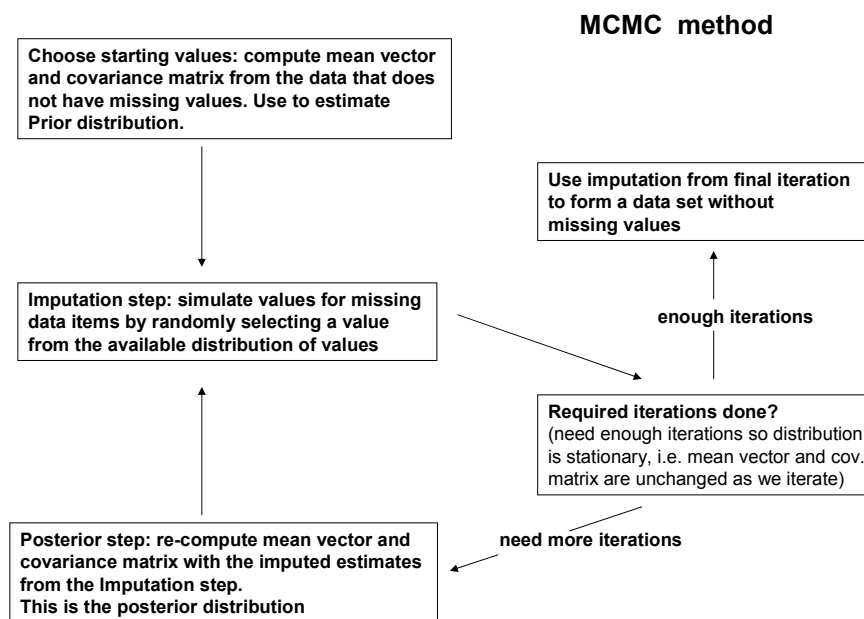 MCMC method
Choose starting values: compute mean vector
and covariance matrix from the data that does
not have missing values. Use to estimate
Prior distribution.
Use imputation from final iteration
to form a data set without
missing values
Imputation step: simulate values for missing
data items by randomly selecting a value
from the available distribution of values
enough iterations
Required iterations done?
(need enough iterations so distribution
is stationary, i.e. mean vector and cov.
matrix are unchanged as we iterate)
need more iterations
Posterior step: re-compute mean vector and
covariance matrix with the imputed estimates
from the Imputation step.
This is the posterior distribution